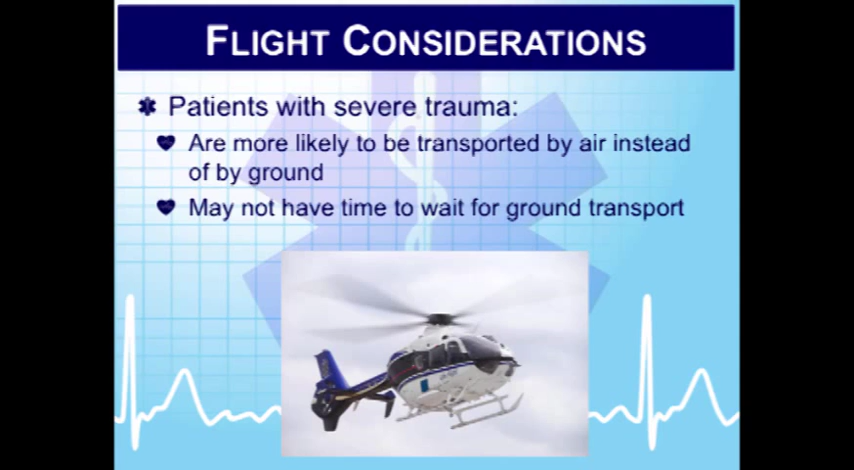 FLIGHT CONSIDERATIONS
Patients with severe trauma:
Are more likely to be transported by air instead
of by ground
May not have time to wait for ground transport